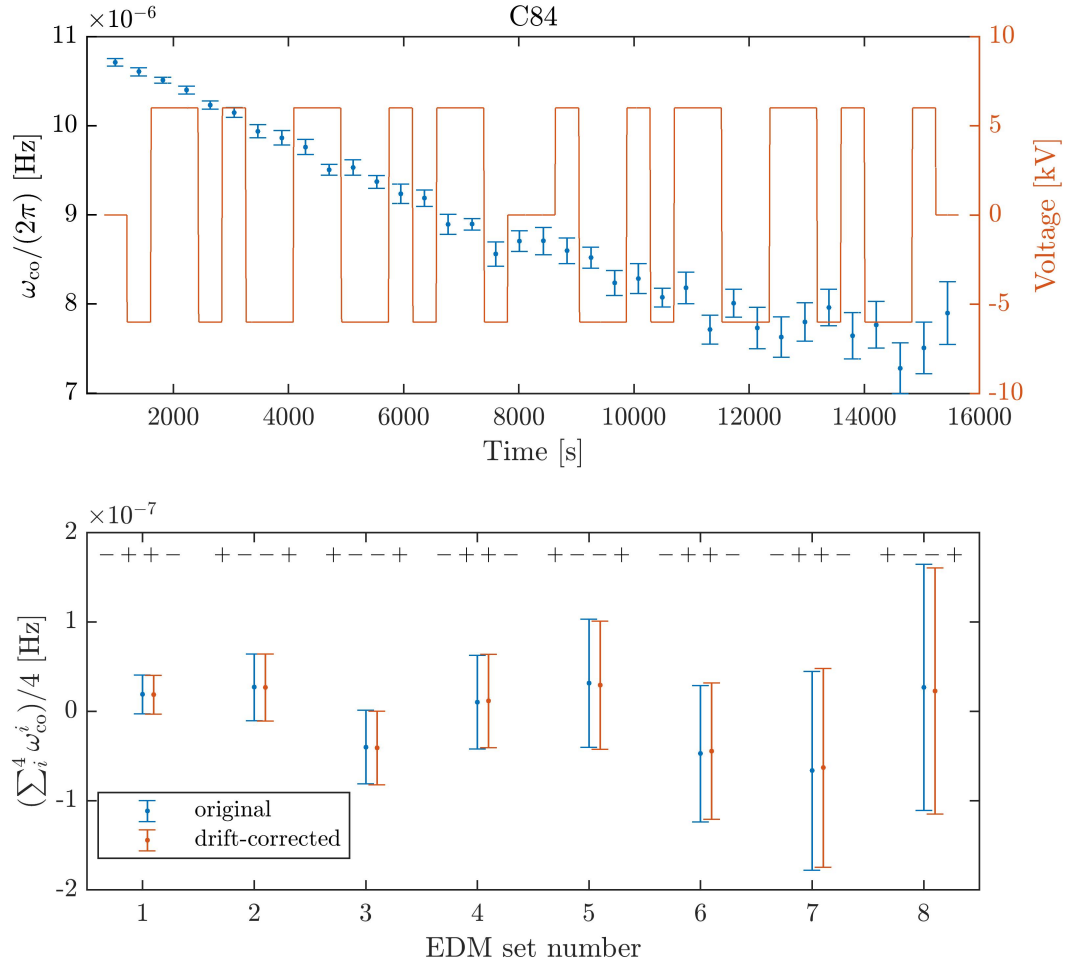 C84
×10⁻⁶
11
10
9
8
7
ω_co/(2π) [Hz]
10
5
0
-5
-10
Voltage [kV]
2000 4000 6000 8000 10000 12000 14000 16000
Time [s]
×10⁻⁷
2
1
0
-1
-2
(∑_i^4 ω_co^i)/4 [Hz]
−++− +−−+ +−−+ −++− +−−+ −++− −++− +−−+
original
drift-corrected
1 2 3 4 5 6 7 8
EDM set number